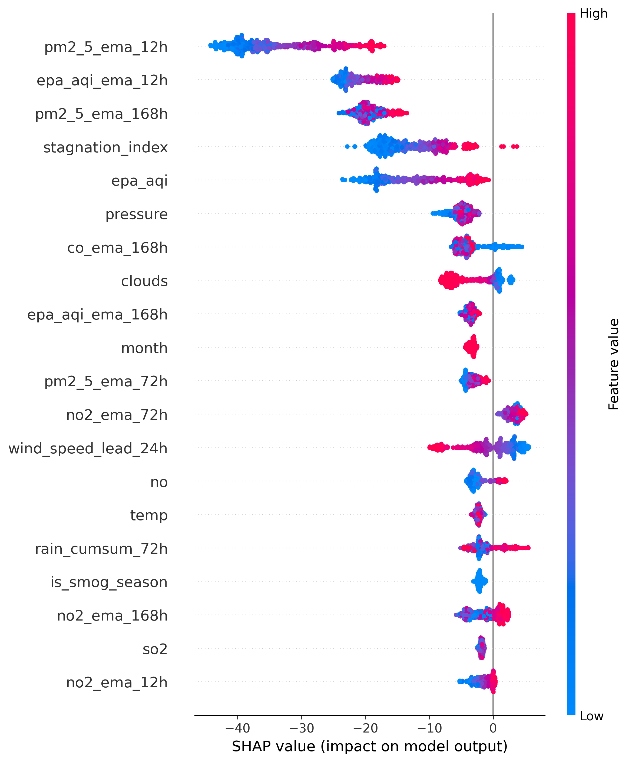 High
pm2_5_ema_12h
epa_aqi_ema_12h
pm2_5_ema_168h
stagnation_index
epa_aqi
pressure
co_ema_168h
clouds
epa_aqi_ema_168h
month
pm2_5_ema_72h
no2_ema_72h
wind_speed_lead_24h
no
temp
rain_cumsum_72h
is_smog_season
no2_ema_168h
so2
no2_ema_12h
Feature value
Low
−40 −30 −20 −10 0
SHAP value (impact on model output)